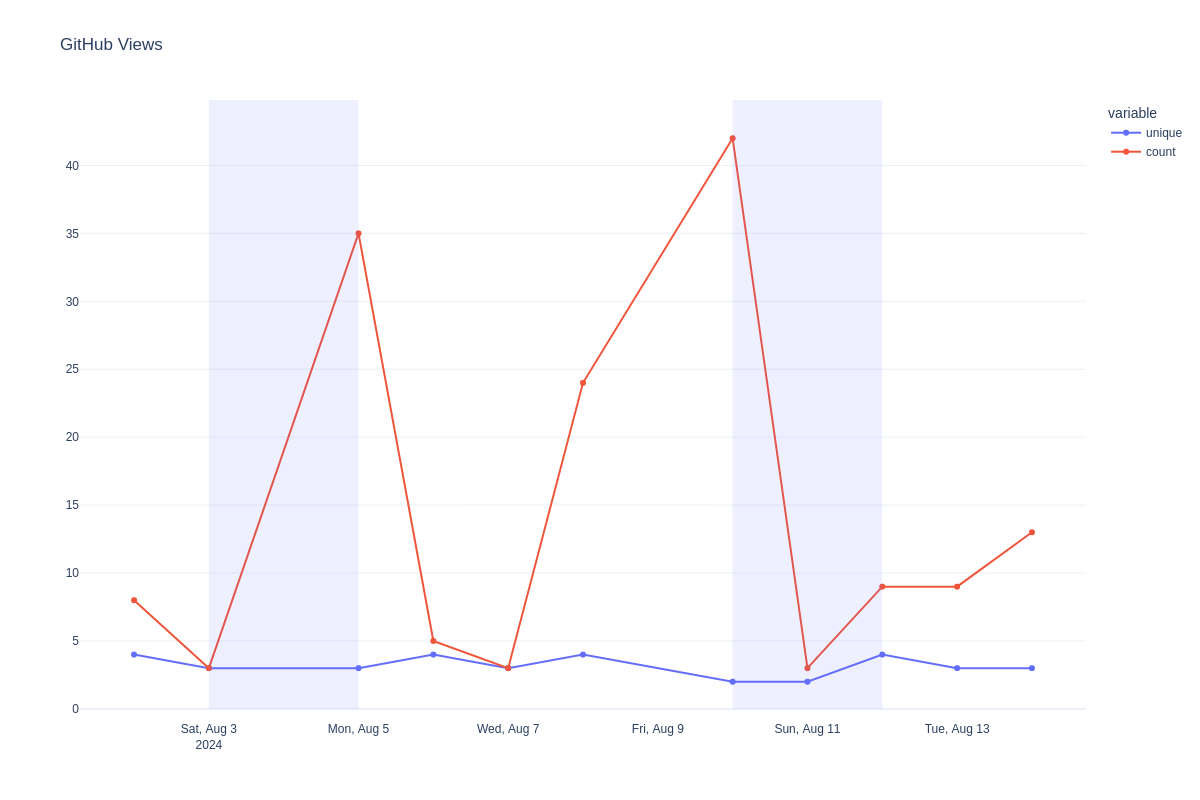 GitHub Views
variable
unique
count
40
35
30
25
20
15
10
5
0
Sat, Aug 3
2024
Mon, Aug 5
Wed, Aug 7
Fri, Aug 9
Sun, Aug 11
Tue, Aug 13